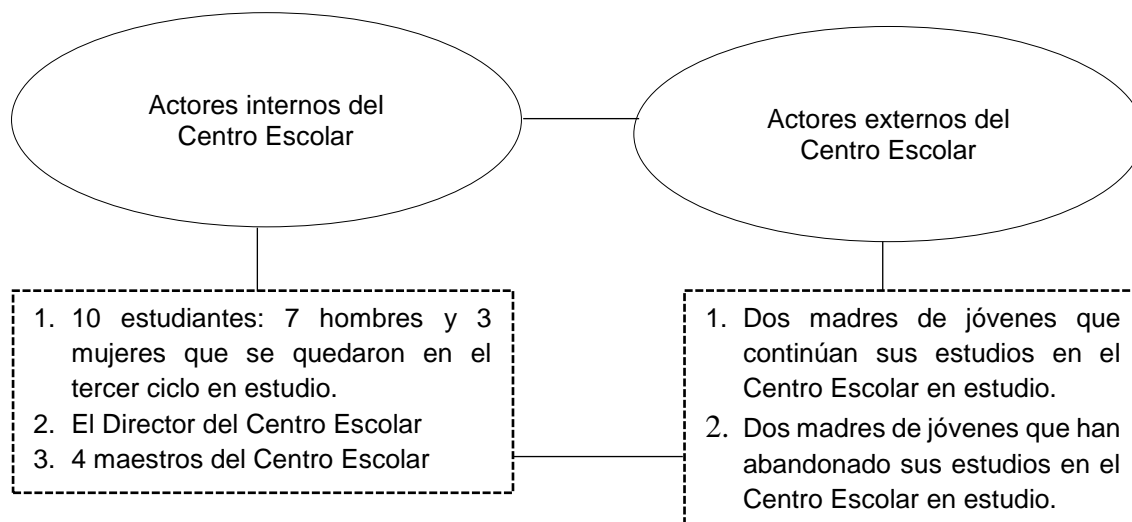 Actores internos del
Centro Escolar
Actores externos del
Centro Escolar
1. 10 estudiantes: 7 hombres y 3
mujeres que se quedaron en el
tercer ciclo en estudio.
2. El Director del Centro Escolar
3. 4 maestros del Centro Escolar
1. Dos madres de jóvenes que
continúan sus estudios en el
Centro Escolar en estudio.
2. Dos madres de jóvenes que han
abandonado sus estudios en el
Centro Escolar en estudio.